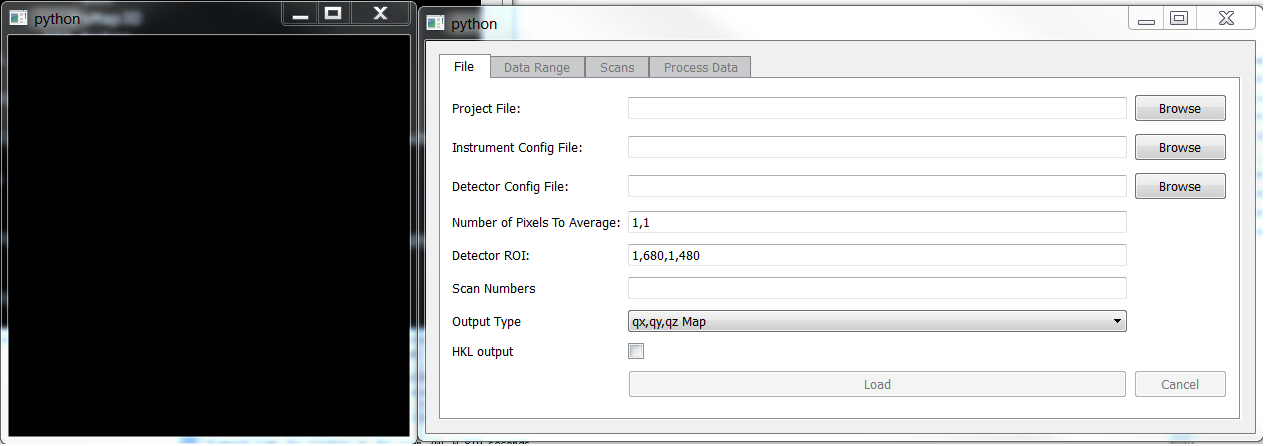 python
python
File
Data Range
Scans
Process Data
Project File:
Browse
Instrument Config File:
Browse
Detector Config File:
Browse
Number of Pixels To Average: 1,1
Detector ROI: 1,680,1,480
Scan Numbers
Output Type qx,qy,qz Map
HKL output
Load
Cancel